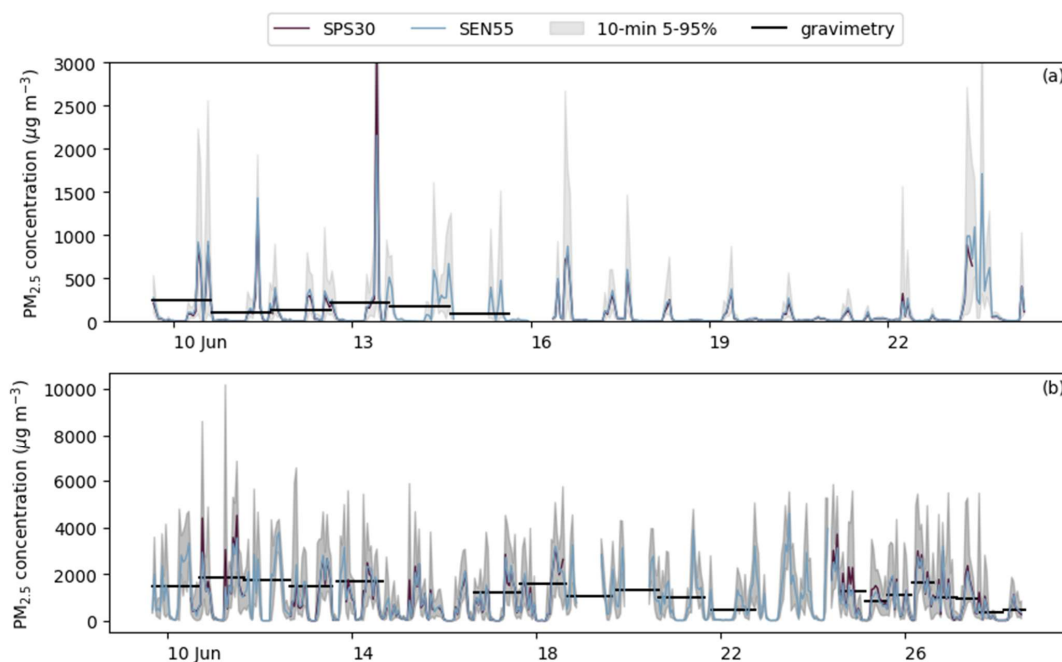 SPS30 SEN55 10-min 5-95% gravimetry
(a)
PM2.5 concentration (µg m−3)
3000
2500
2000
1500
1000
500
0
10 Jun 13 16 19 22
(b)
PM2.5 concentration (µg m−3)
10000
8000
6000
4000
2000
0
10 Jun 14 18 22 26